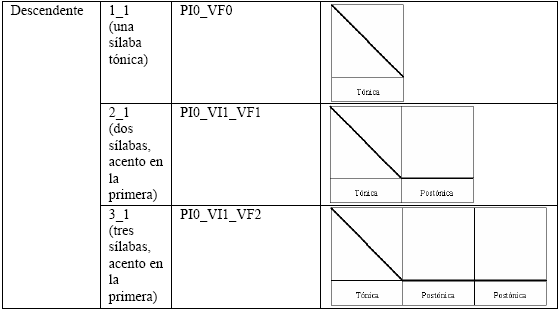 Descendente
1_1
(una
sílaba
tónica)
PI0_VF0
Tónica
2_1
(dos
sílabas,
acento en
la
primera)
PI0_VI1_VF1
Tónica Postónica
3_1
(tres
sílabas,
acento en
la
primera)
PI0_VI1_VF2
Tónica Postónica Postónica